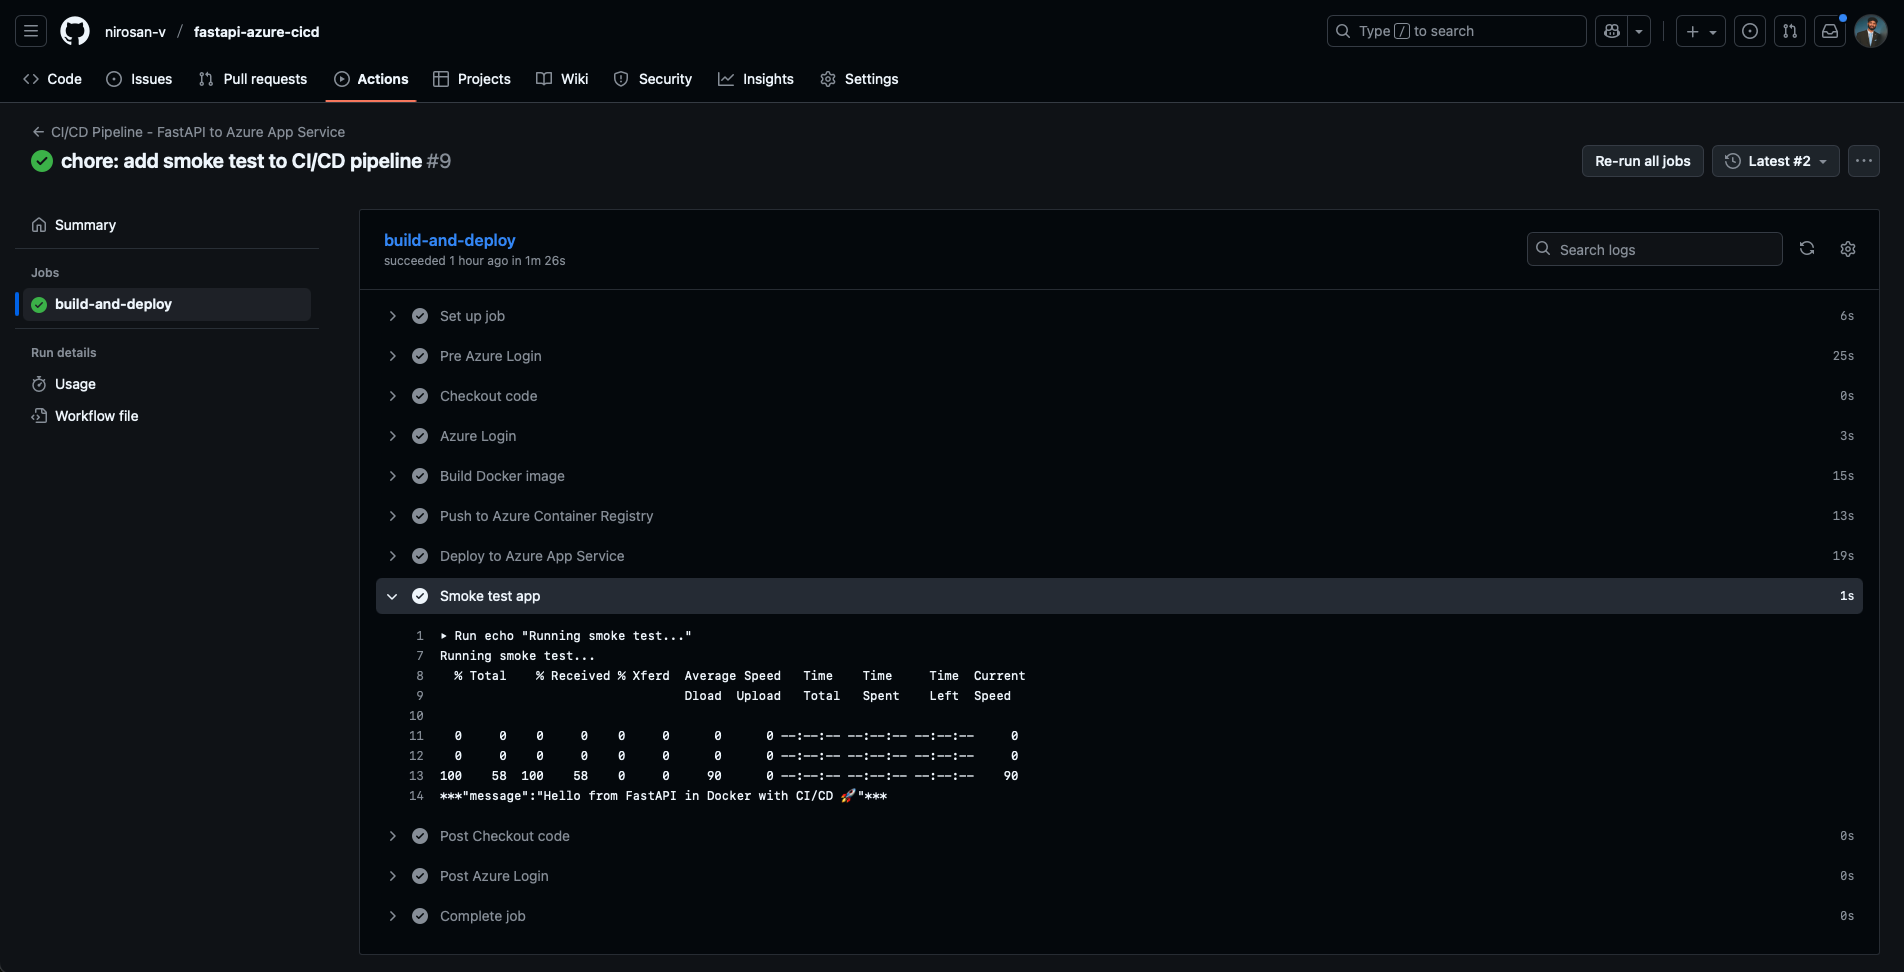 nirosan-v / fastapi-azure-cicd
Type / to search
Code Issues Pull requests Actions Projects Wiki Security Insights Settings
CI/CD Pipeline - FastAPI to Azure App Service
chore: add smoke test to CI/CD pipeline #9
Re-run all jobs Latest #2
Summary
Jobs
build-and-deploy
Run details
Usage
Workflow file
build-and-deploy
succeeded 1 hour ago in 1m 26s
Search logs
Set up job 6s
Pre Azure Login 25s
Checkout code 0s
Azure Login 3s
Build Docker image 15s
Push to Azure Container Registry 13s
Deploy to Azure App Service 19s
Smoke test app 1s
1 Run echo "Running smoke test..."
7 Running smoke test...
8 % Total % Received % Xferd Average Speed Time Time Time Current
9 Dload Upload Total Spent Left Speed
10
11 0 0 0 0 0 0 0 0 --:--:-- --:--:-- --:--:-- 0
12 0 0 0 0 0 0 0 0 --:--:-- --:--:-- --:--:-- 0
13 100 58 100 58 0 0 90 0 --:--:-- --:--:-- --:--:-- 90
14 ***"message":"Hello from FastAPI in Docker with CI/CD 🚀"***
Post Checkout code 0s
Post Azure Login 0s
Complete job 0s